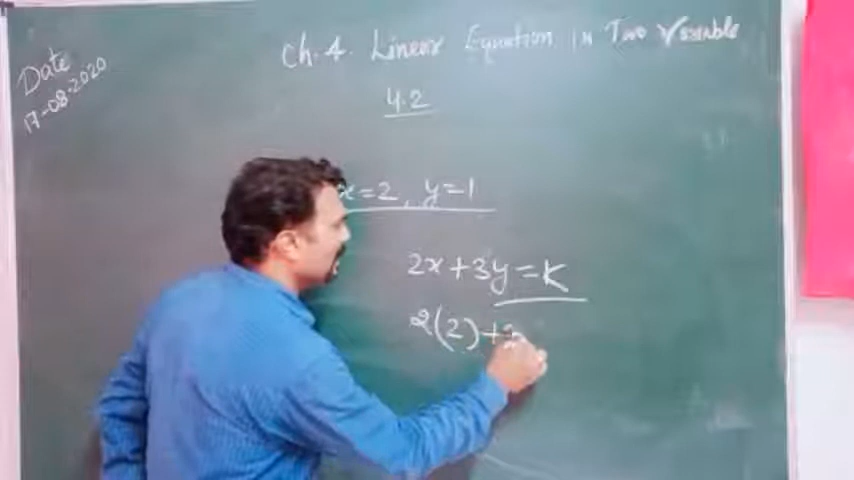 Date
17-08-2020
Ch.4. Linear Equation in Two Variable
4.2
x=2, y=1
2x+3y=K
2(2)+3